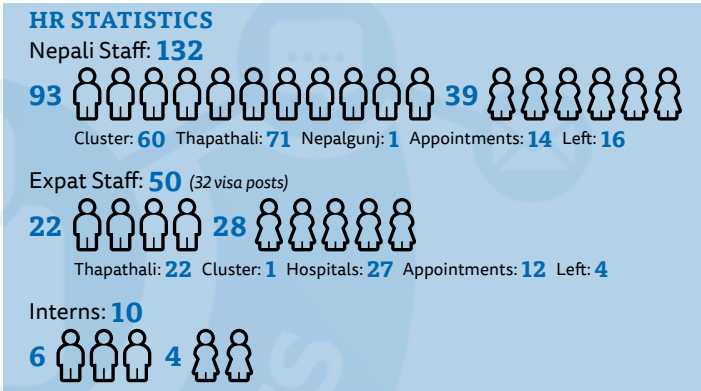 HR STATISTICS
Nepali Staff: 132
93 39
Cluster: 60 Thapathali: 71 Nepalgunj: 1 Appointments: 14 Left: 16
Expat Staff: 50 (32 visa posts)
22 28
Thapathali: 22 Cluster: 1 Hospitals: 27 Appointments: 12 Left: 4
Interns: 10
6 4